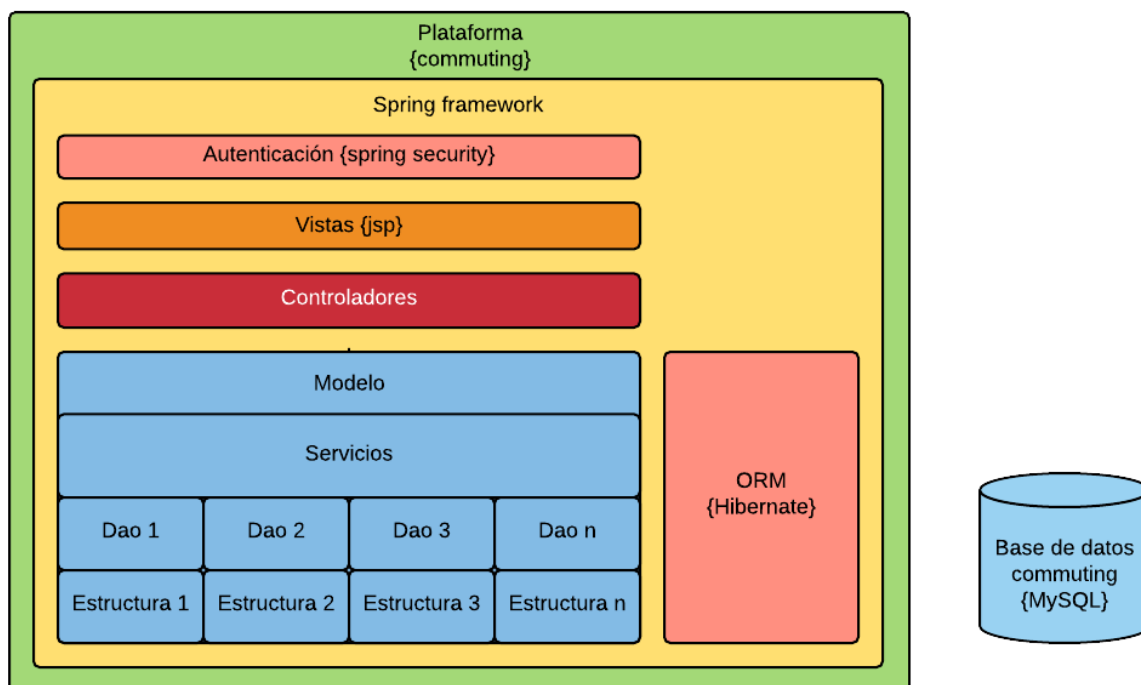 Plataforma
{commuting}
Spring framework
Autenticación {spring security}
Vistas {jsp}
Controladores
Modelo
Servicios
Dao 1
Dao 2
Dao 3
Dao n
Estructura 1
Estructura 2
Estructura 3
Estructura n
ORM
{Hibernate}
Base de datos
commuting
{MySQL}